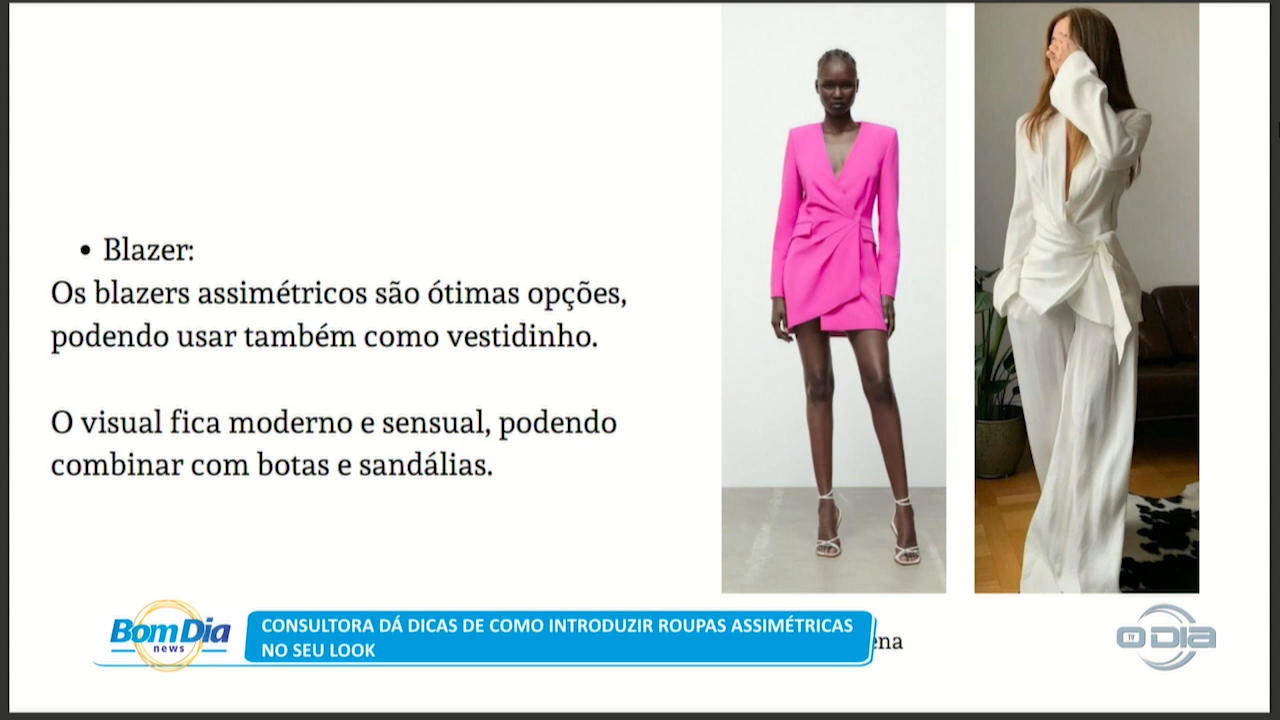 • Blazer:
Os blazers assimétricos são ótimas opções,
podendo usar também como vestidinho.
O visual fica moderno e sensual, podendo
combinar com botas e sandálias.
BomDia
news
CONSULTORA DÁ DICAS DE COMO INTRODUZIR ROUPAS ASSIMÉTRICAS
NO SEU LOOK
TV O DIA